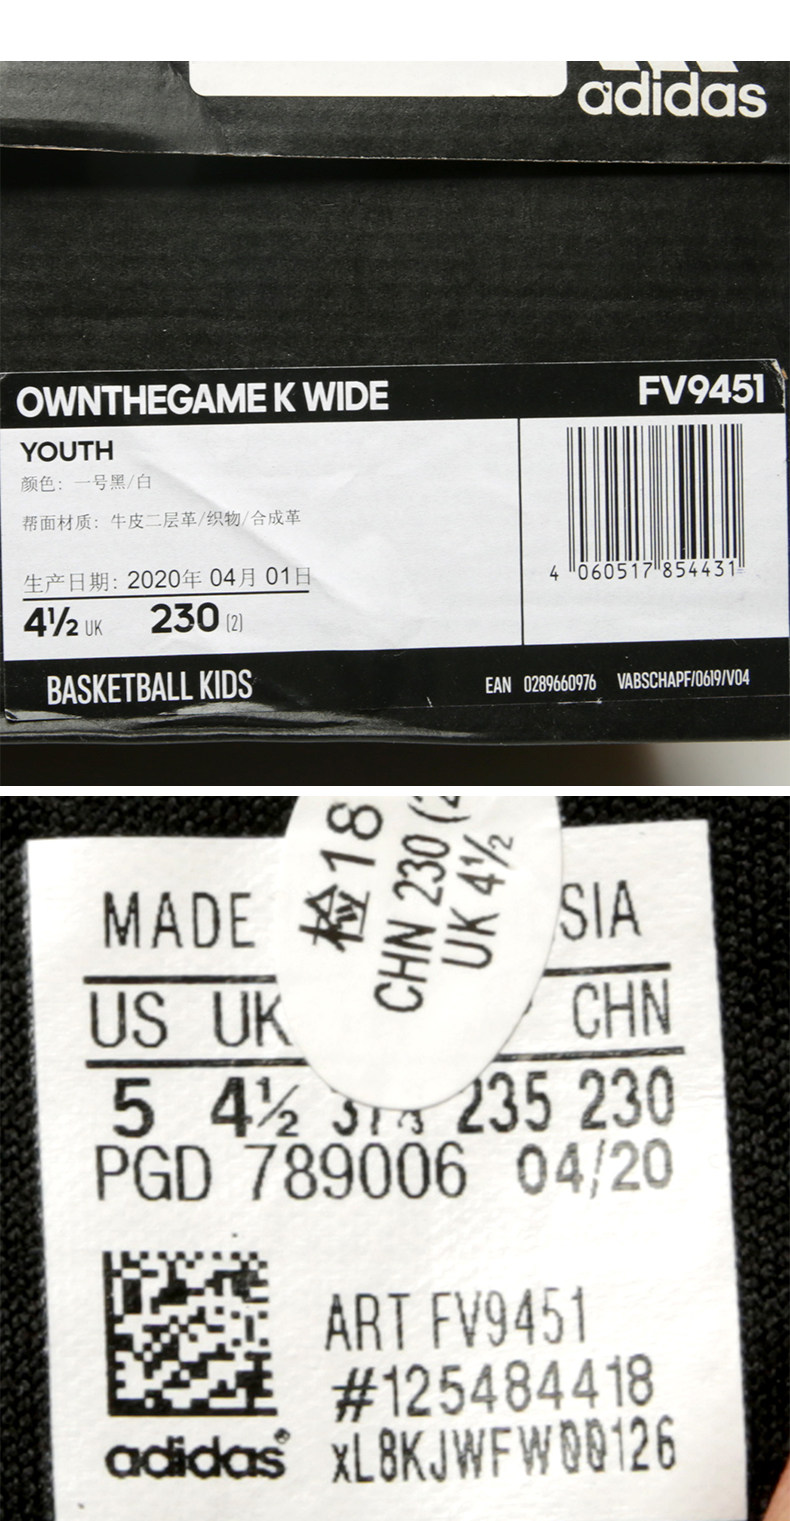 adidas
OWNTHEGAME K WIDE
FV9451
YOUTH
颜色: 一号黑/白
帮面材质: 牛皮二层革/织物/合成革
生产日期: 2020年 04月 01日
4½ UK 230 (2)
4 060517 854431
BASKETBALL KIDS
EAN 0289660976 VABSCHAPF/0619/V04
检18
CHN 230
UK 4½
MADE
US UK CHN
5 4½ 235 230
PGD 789006 04/20
ART FV9451
#125484418
xL8KJWFW00126
adidas®